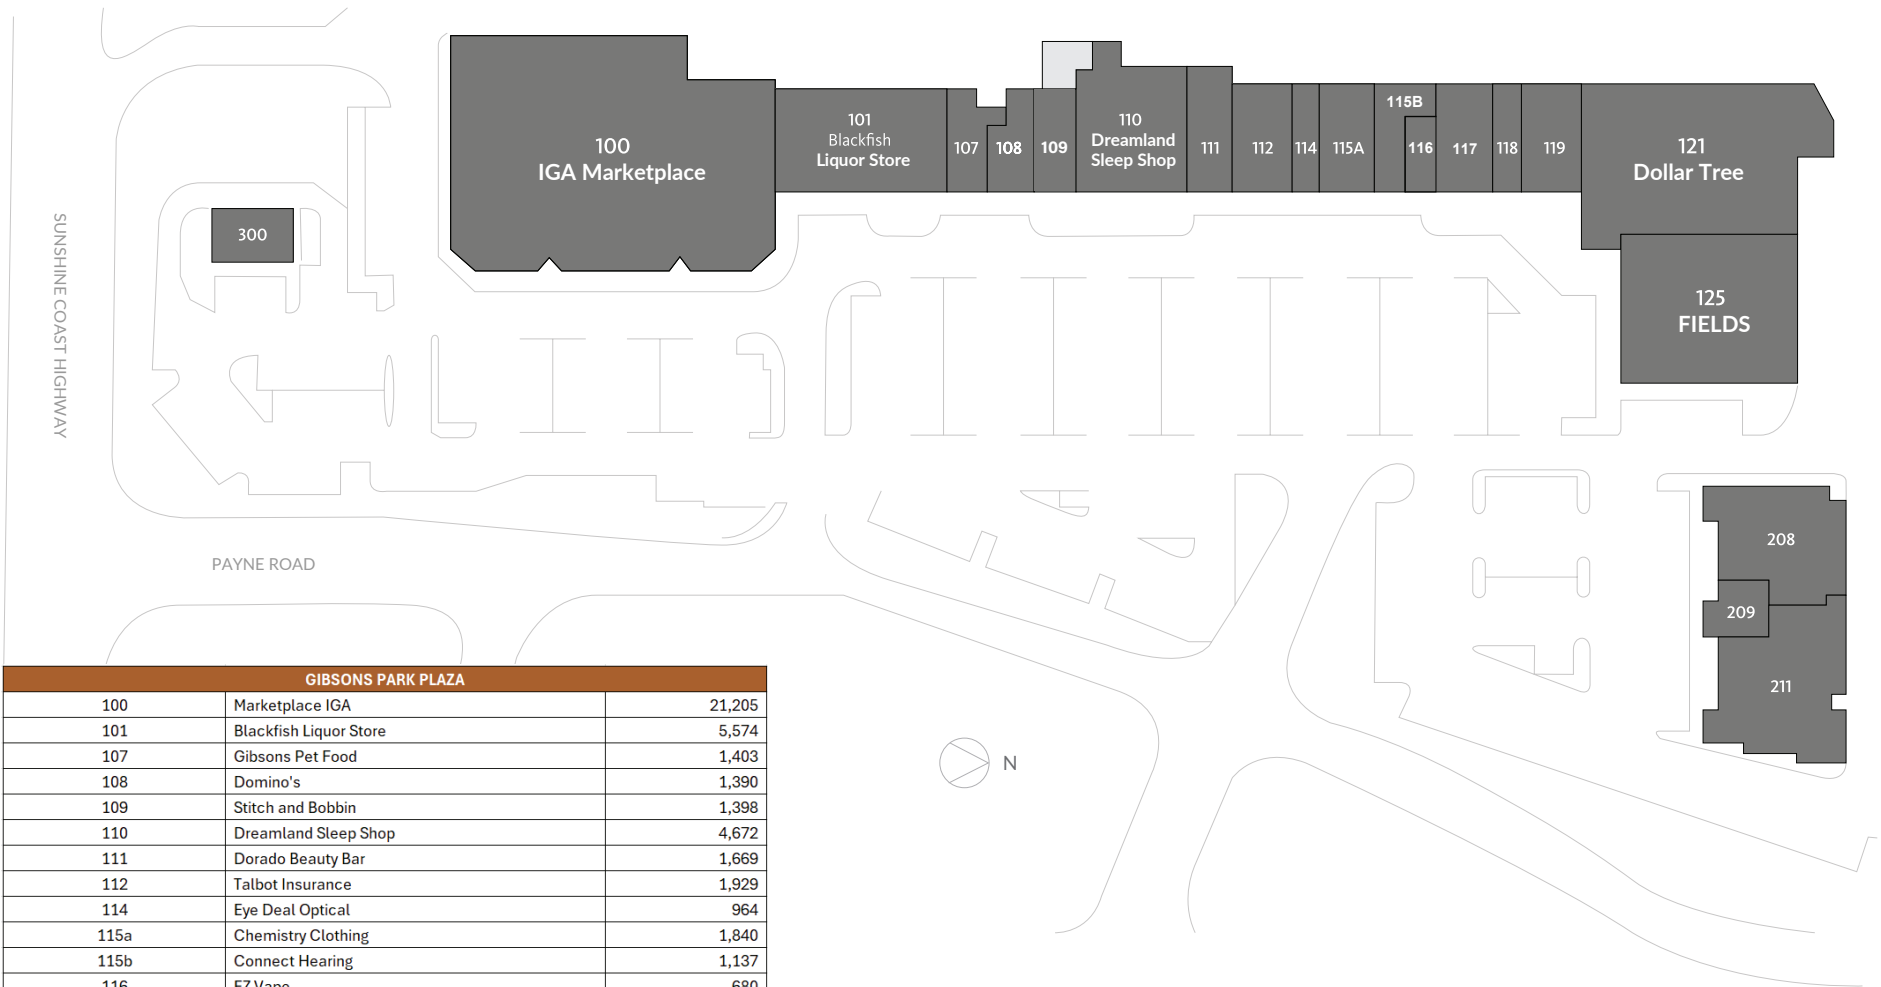 100
IGA Marketplace
101
Blackfish
Liquor Store
107
108
109
110
Dreamland
Sleep Shop
111
112
114
115A
115B
116
117
118
119
121
Dollar Tree
125
FIELDS
300
SUNSHINE COAST HIGHWAY
PAYNE ROAD
208
209
211
N
GIBSONS PARK PLAZA
100 Marketplace IGA 21,205
101 Blackfish Liquor Store 5,574
107 Gibsons Pet Food 1,403
108 Domino's 1,390
109 Stitch and Bobbin 1,398
110 Dreamland Sleep Shop 4,672
111 Dorado Beauty Bar 1,669
112 Talbot Insurance 1,929
114 Eye Deal Optical 964
115a Chemistry Clothing 1,840
115b Connect Hearing 1,137
116 EZ Vape 680